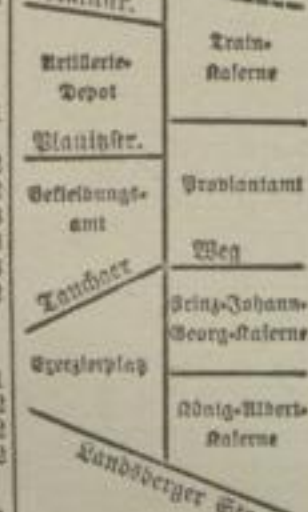 Artillerie-
Depot
Train-
Kaserne
Planitzstr.
Bekleidungs-
amt
Proviantamt
Tauchaer
Weg
Prinz-Johann-
Georg-Kaserne
Exerzierplatz
König-Albert-
Kaserne
Landsberger